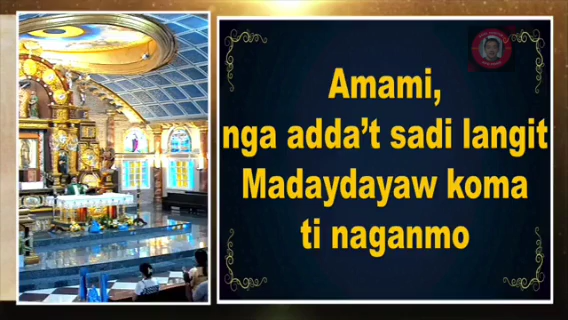 Amami,
nga adda't sadi langit
Madaydayaw koma
ti naganmo